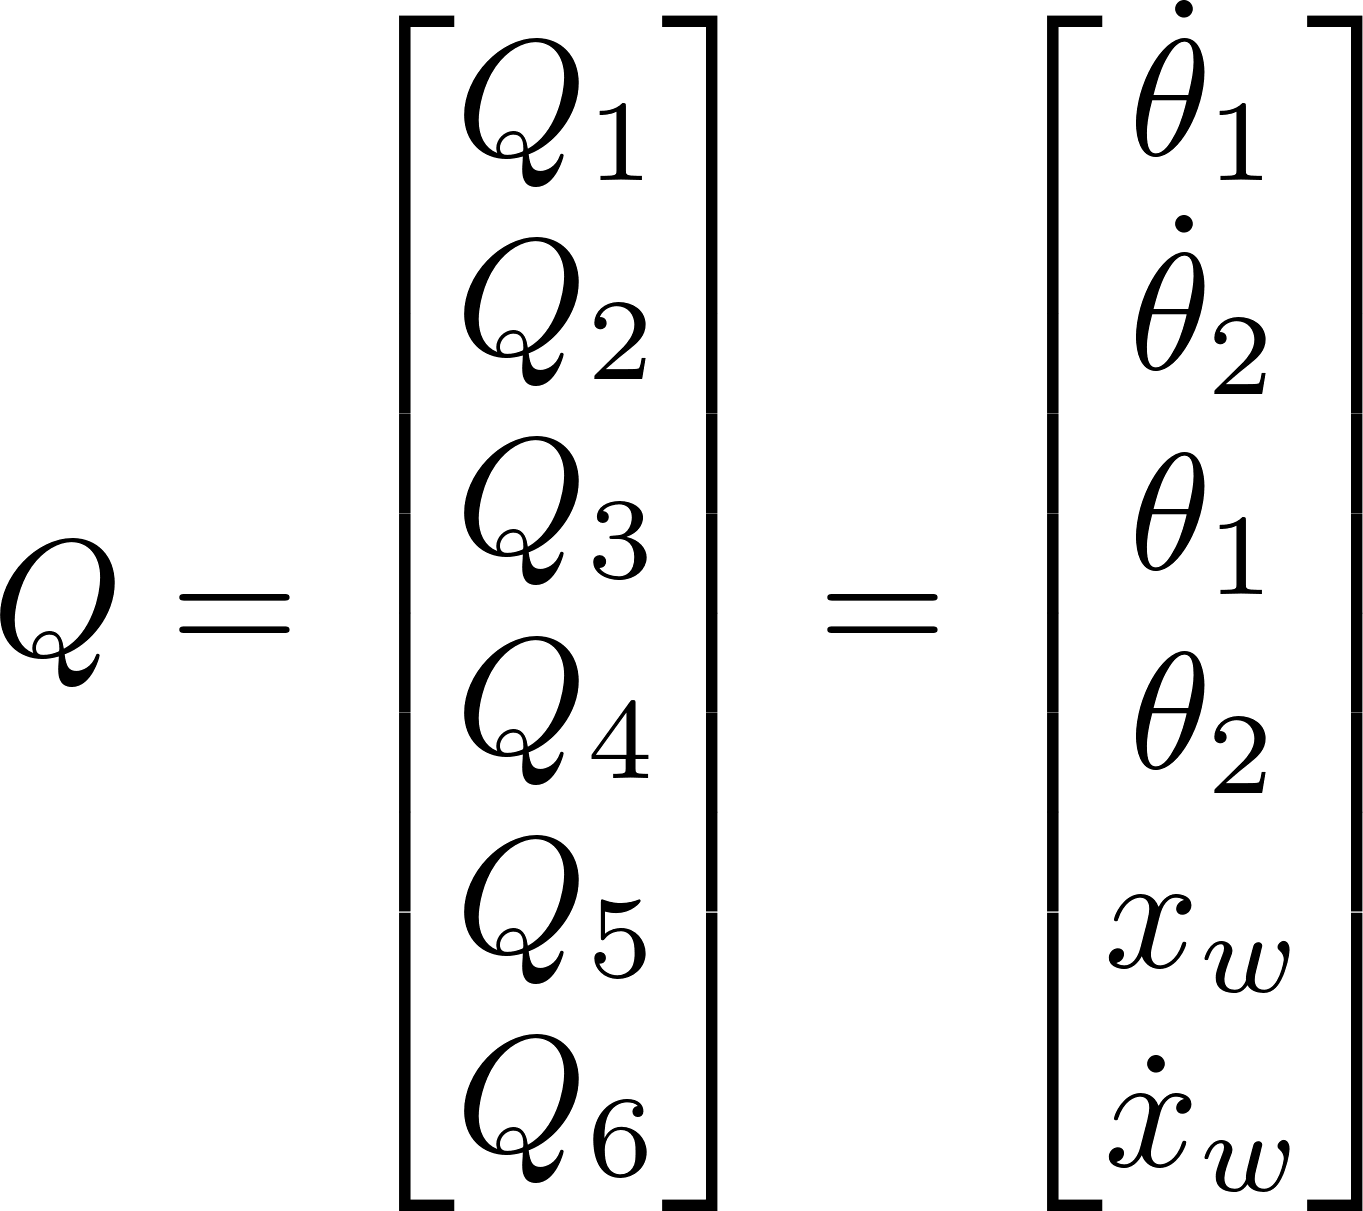 Q = [Q₁ Q₂ Q₃ Q₄ Q₅ Q₆] = [θ̇₁ θ̇₂ θ₁ θ₂ x_w ẋ_w]